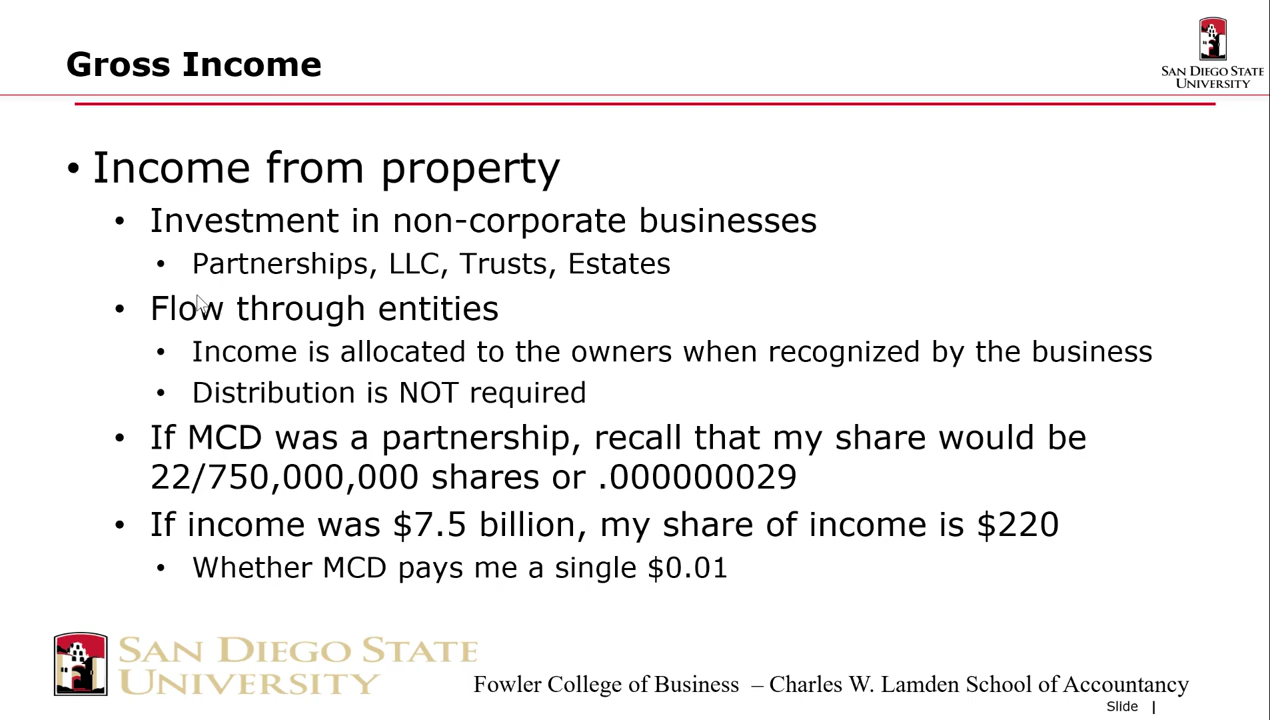 Gross Income
SAN DIEGO STATE
UNIVERSITY
• Income from property
• Investment in non-corporate businesses
• Partnerships, LLC, Trusts, Estates
• Flow through entities
• Income is allocated to the owners when recognized by the business
• Distribution is NOT required
• If MCD was a partnership, recall that my share would be
22/750,000,000 shares or .000000029
• If income was $7.5 billion, my share of income is $220
• Whether MCD pays me a single $0.01
SAN DIEGO STATE
UNIVERSITY
Fowler College of Business – Charles W. Lamden School of Accountancy
Slide |